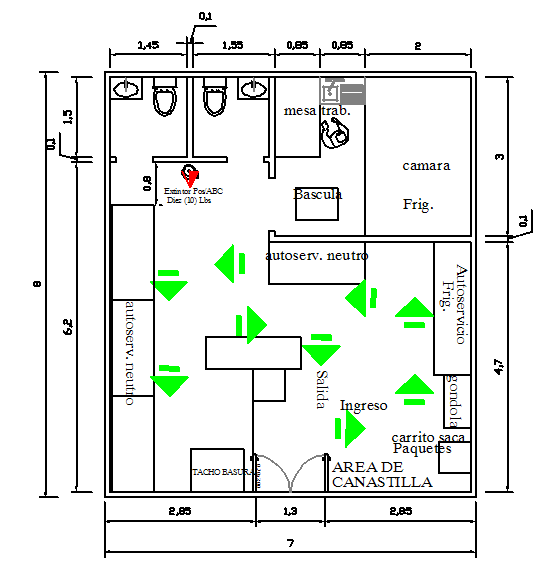 0,1
1,45
1,55
0,85
0,85
2
1,5
mesa trab.
0,1
camara
3
0,8
Extintor Pos/ABC
Diez (10) Lbs
Bascula
Frig.
0,1
autoserv. neutro
8
6,2
autoserv. neutro
Autoservicio
Frig.
4,7
Salida
Ingreso
gondola
carrito saca
Paquetes
TACHO BASURA
AREA DE
CANASTILLA
2,85
1,3
2,85
7